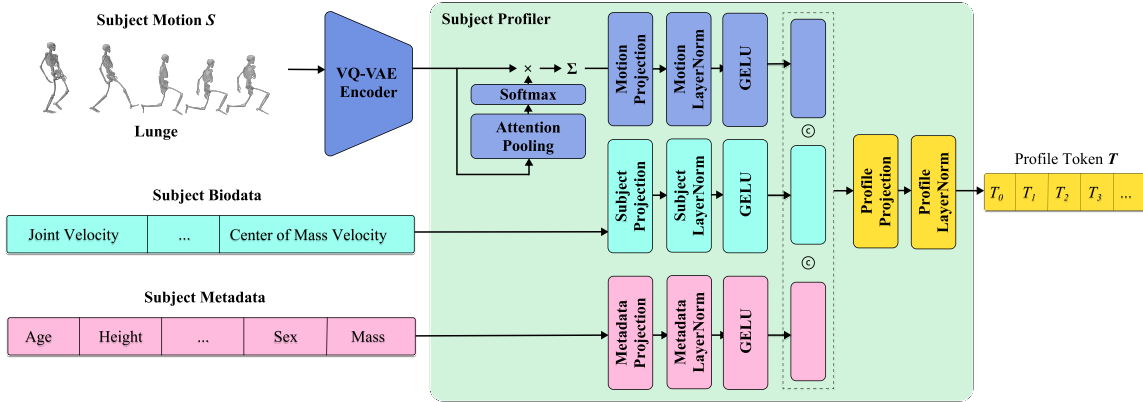 Subject Motion S
Lunge
VQ-VAE
Encoder
Subject Profiler
× Σ
Softmax
Attention
Pooling
Motion
Projection
Motion
LayerNorm
GELU
Subject Biodata
Joint Velocity ... Center of Mass Velocity
Subject
Projection
Subject
LayerNorm
GELU
Subject Metadata
Age Height ... Sex Mass
Metadata
Projection
Metadata
LayerNorm
GELU
©
©
Profile
Projection
Profile
LayerNorm
Profile Token T
T0 T1 T2 T3 ...